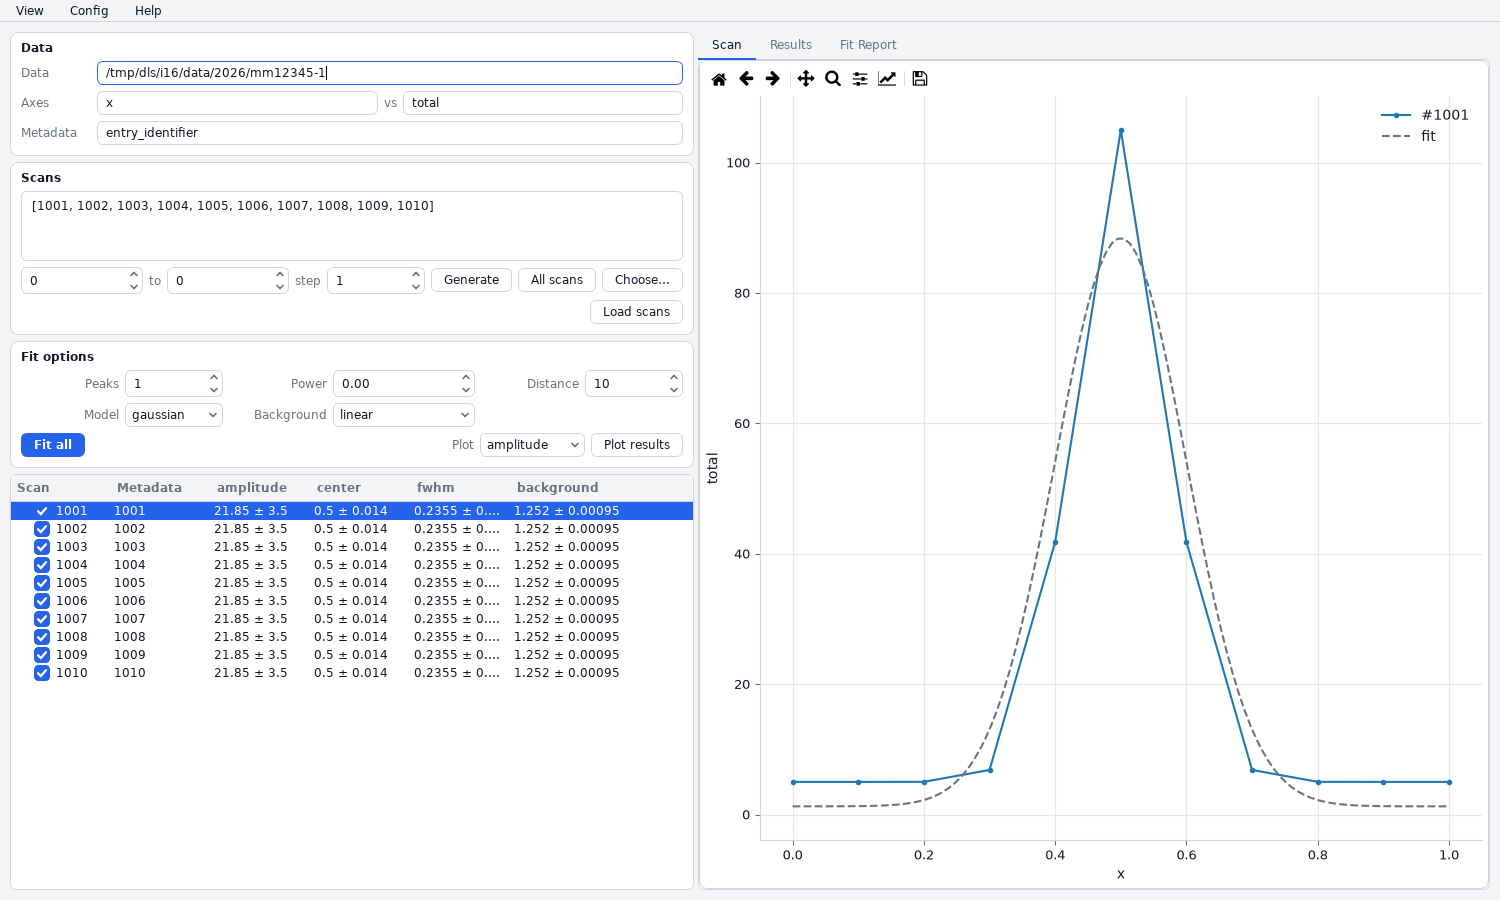 View Config Help
Data
Data /tmp/dls/i16/data/2026/mm12345-1
Axes x vs total
Metadata entry_identifier
Scans
[1001, 1002, 1003, 1004, 1005, 1006, 1007, 1008, 1009, 1010]
0 to 0 step 1 Generate All scans Choose...
Load scans
Fit options
Peaks 1 Power 0.00 Distance 10
Model gaussian Background linear
Fit all Plot amplitude Plot results
Scan Metadata amplitude center fwhm background
1001 1001 21.85 ± 3.5 0.5 ± 0.014 0.2355 ± 0.... 1.252 ± 0.00095
1002 1002 21.85 ± 3.5 0.5 ± 0.014 0.2355 ± 0.... 1.252 ± 0.00095
1003 1003 21.85 ± 3.5 0.5 ± 0.014 0.2355 ± 0.... 1.252 ± 0.00095
1004 1004 21.85 ± 3.5 0.5 ± 0.014 0.2355 ± 0.... 1.252 ± 0.00095
1005 1005 21.85 ± 3.5 0.5 ± 0.014 0.2355 ± 0.... 1.252 ± 0.00095
1006 1006 21.85 ± 3.5 0.5 ± 0.014 0.2355 ± 0.... 1.252 ± 0.00095
1007 1007 21.85 ± 3.5 0.5 ± 0.014 0.2355 ± 0.... 1.252 ± 0.00095
1008 1008 21.85 ± 3.5 0.5 ± 0.014 0.2355 ± 0.... 1.252 ± 0.00095
1009 1009 21.85 ± 3.5 0.5 ± 0.014 0.2355 ± 0.... 1.252 ± 0.00095
1010 1010 21.85 ± 3.5 0.5 ± 0.014 0.2355 ± 0.... 1.252 ± 0.00095
Scan Results Fit Report
#1001
fit
100
80
60
40
20
0
total
0.0 0.2 0.4 0.6 0.8 1.0
x